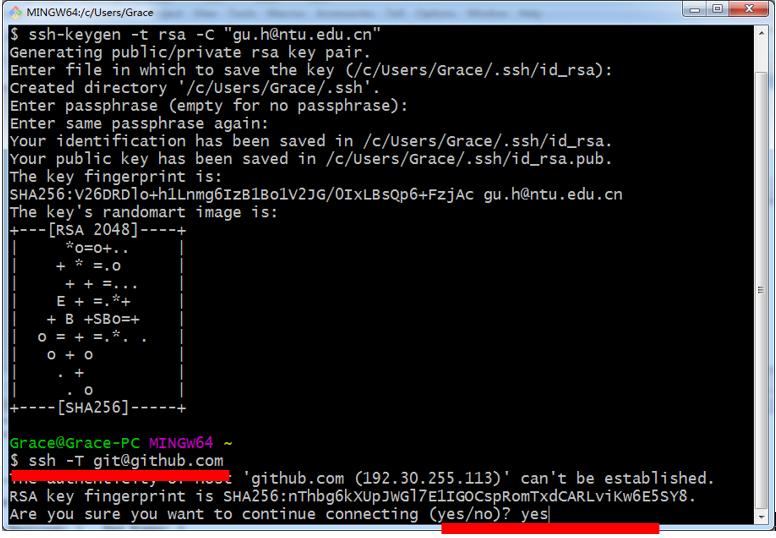 MINGW64:/c/Users/Grace
$ ssh-keygen -t rsa -C "gu.h@ntu.edu.cn"
Generating public/private rsa key pair.
Enter file in which to save the key (/c/Users/Grace/.ssh/id_rsa):
Created directory '/c/Users/Grace/.ssh'.
Enter passphrase (empty for no passphrase):
Enter same passphrase again:
Your identification has been saved in /c/Users/Grace/.ssh/id_rsa.
Your public key has been saved in /c/Users/Grace/.ssh/id_rsa.pub.
The key fingerprint is:
SHA256:V26DRDlo+h1Lnmg6IzB1Bo1V2JG/0IxLBsQp6+FzjAc gu.h@ntu.edu.cn
The key's randomart image is:
+---[RSA 2048]----+
|     *o=o+..     |
|    + * =.o      |
|     + + =...    |
|    E + =.*+     |
|   + B +SBo=+    |
|  o = + =.*. .   |
|   o + o         |
|    . +          |
|     . o         |
+----[SHA256]-----+
Grace@Grace-PC MINGW64 ~
$ ssh -T git@github.com
The authenticity of host 'github.com (192.30.255.113)' can't be established.
RSA key fingerprint is SHA256:nThbg6kXUpJWGl7E1IGOCspRomTxdCARLviKw6E5SY8.
Are you sure you want to continue connecting (yes/no)? yes